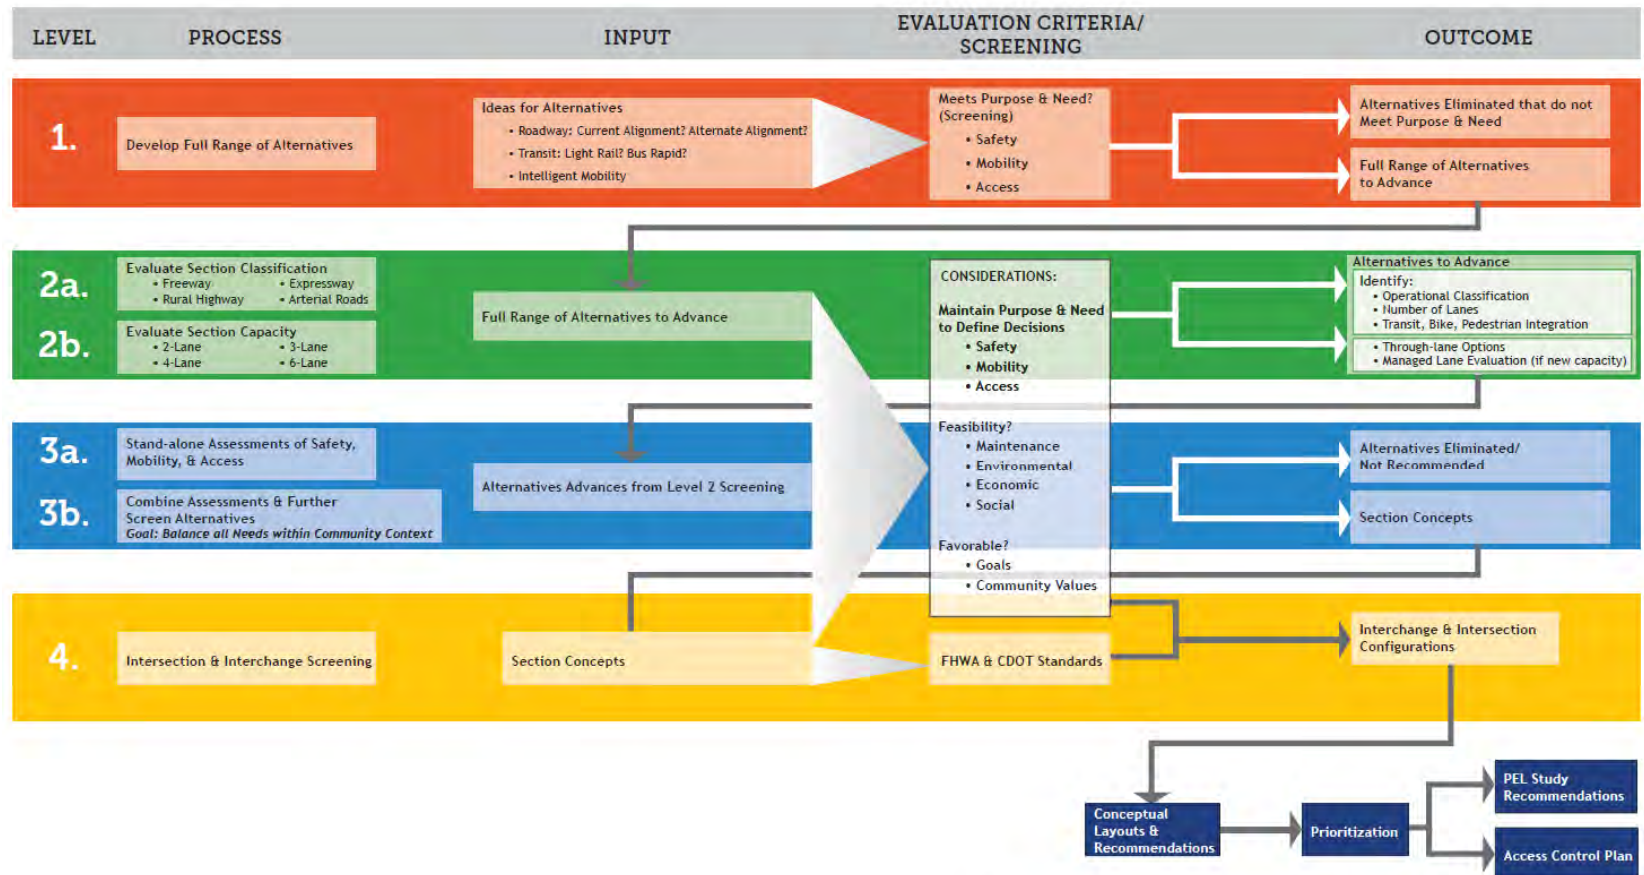 LEVEL
PROCESS
INPUT
EVALUATION CRITERIA/
SCREENING
OUTCOME
1.
Develop Full Range of Alternatives
Ideas for Alternatives
• Roadway: Current Alignment? Alternate Alignment?
• Transit: Light Rail? Bus Rapid?
• Intelligent Mobility
Meets Purpose & Need?
(Screening)
• Safety
• Mobility
• Access
Alternatives Eliminated that do not
Meet Purpose & Need
Full Range of Alternatives
to Advance
2a.
Evaluate Section Classification
• Freeway • Expressway
• Rural Highway • Arterial Roads
2b.
Evaluate Section Capacity
• 2-Lane • 3-Lane
• 4-Lane • 6-Lane
Full Range of Alternatives to Advance
CONSIDERATIONS:
Maintain Purpose & Need
to Define Decisions
• Safety
• Mobility
• Access
Feasibility?
• Maintenance
• Environmental
• Economic
• Social
Favorable?
• Goals
• Community Values
Alternatives to Advance
Identify:
• Operational Classification
• Number of Lanes
• Transit, Bike, Pedestrian Integration
• Through-lane Options
• Managed Lane Evaluation (if new capacity)
3a.
Stand-alone Assessments of Safety,
Mobility, & Access
3b.
Combine Assessments & Further
Screen Alternatives
Goal: Balance all Needs within Community Context
Alternatives Advances from Level 2 Screening
Alternatives Eliminated/
Not Recommended
Section Concepts
4.
Intersection & Interchange Screening
Section Concepts
FHWA & CDOT Standards
Interchange & Intersection
Configurations
Conceptual
Layouts &
Recommendations
Prioritization
PEL Study
Recommendations
Access Control Plan